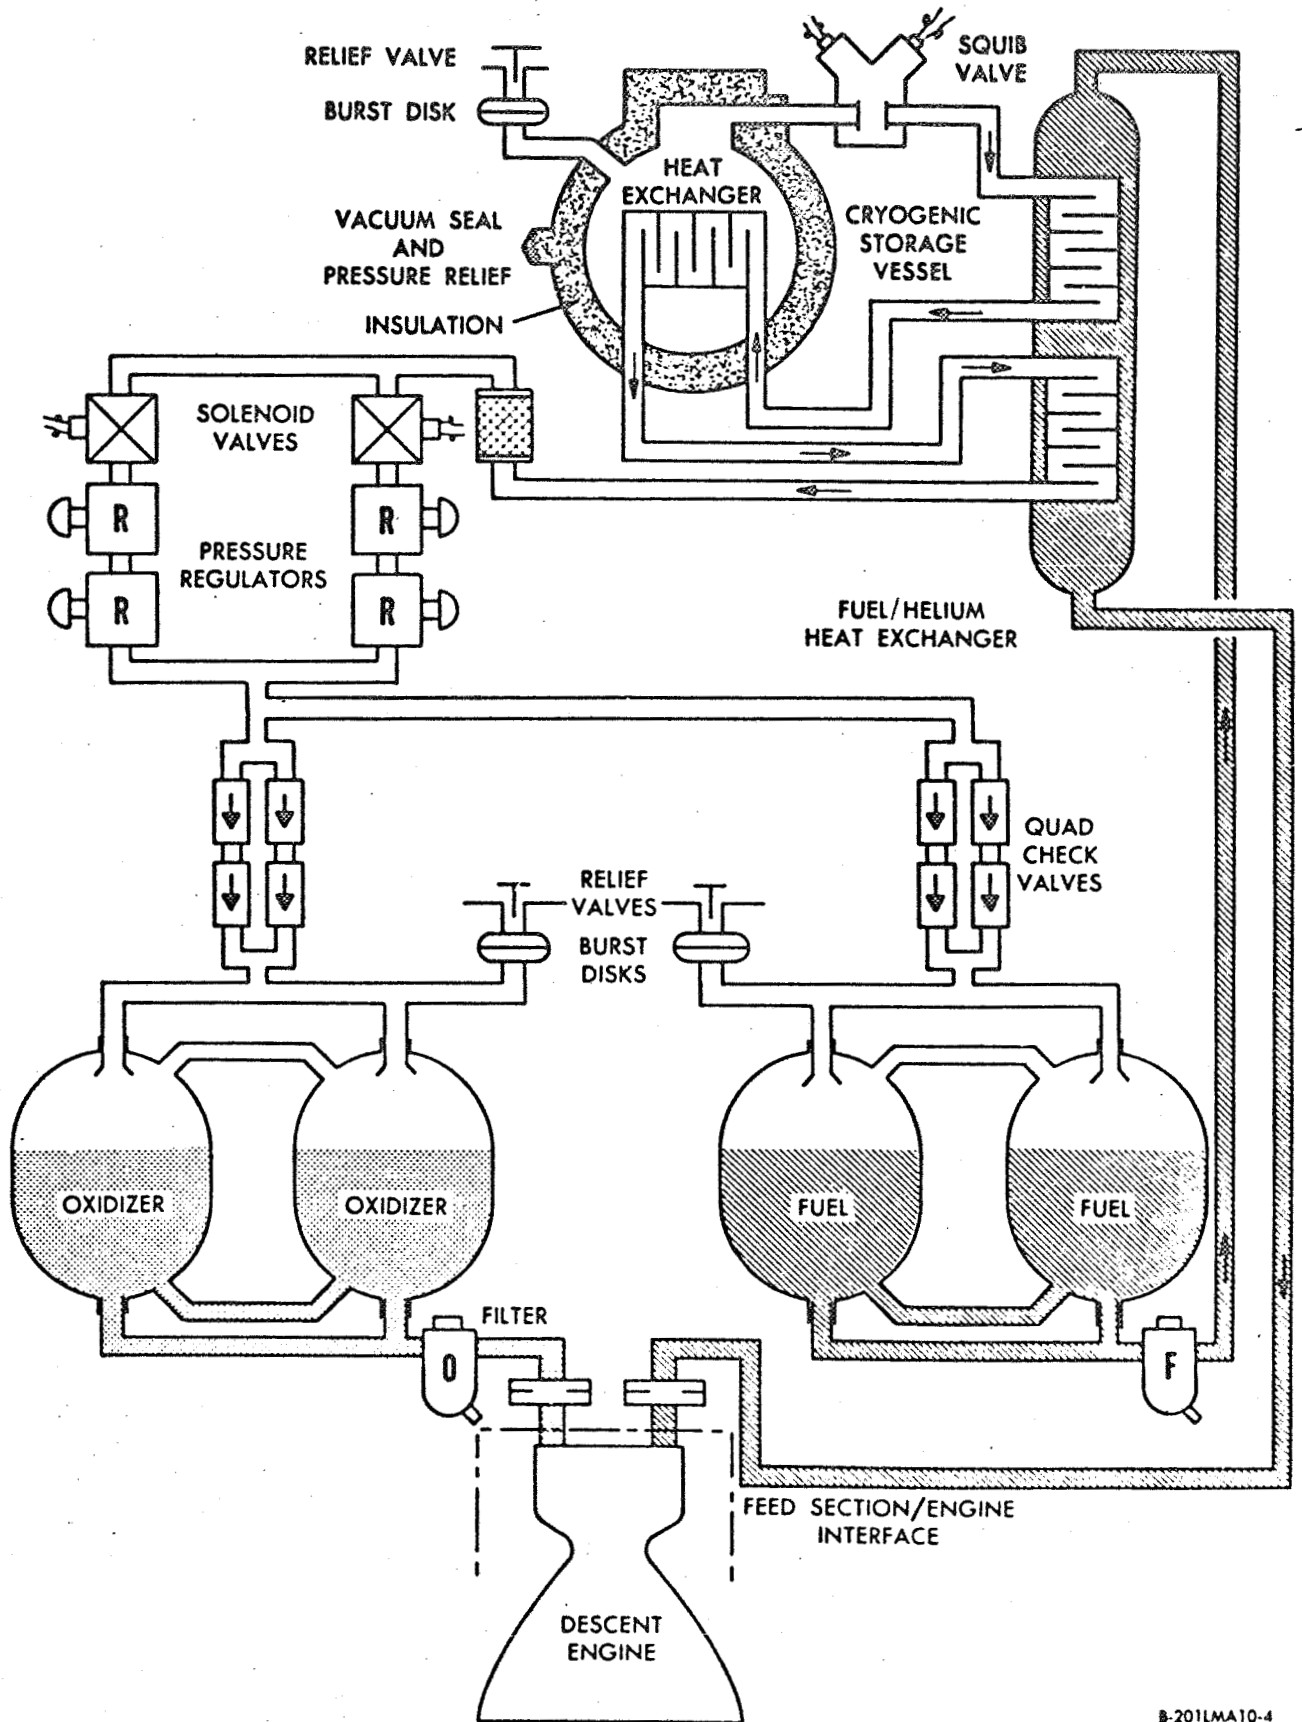 RELIEF VALVE
BURST DISK
SQUIB
VALVE
HEAT
EXCHANGER
VACUUM SEAL
AND
PRESSURE RELIEF
INSULATION
CRYOGENIC
STORAGE
VESSEL
SOLENOID
VALVES
R
R
PRESSURE
REGULATORS
R
R
FUEL/HELIUM
HEAT EXCHANGER
QUAD
CHECK
VALVES
RELIEF
VALVES
BURST
DISKS
OXIDIZER
OXIDIZER
FUEL
FUEL
FILTER
O
F
FEED SECTION/ENGINE
INTERFACE
DESCENT
ENGINE
B-201LMA10-4